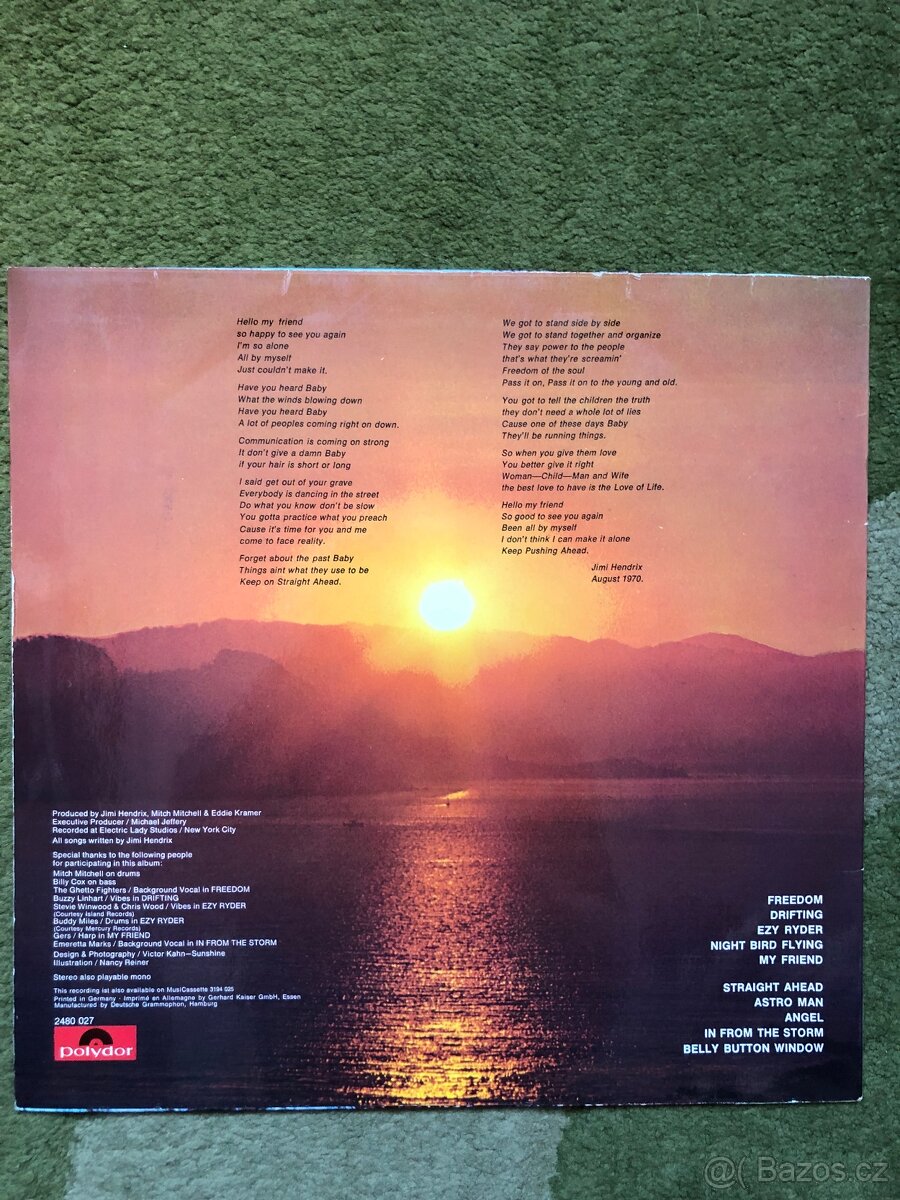 Hello my friend
so happy to see you again
I'm so alone
All by myself
Just couldn't make it.
Have you heard Baby
What the winds blowing down
Have you heard Baby
A lot of peoples coming right on down.
Communication is coming on strong
It don't give a damn Baby
if your hair is short or long
I said get out of your grave
Everybody is dancing in the street
Do what you know don't be slow
You gotta practice what you preach
Cause it's time for you and me
come to face reality.
Forget about the past Baby
Things aint what they use to be
Keep on Straight Ahead.
We got to stand side by side
We got to stand together and organize
They say power to the people
that's what they're screamin'
Freedom of the soul
Pass it on, Pass it on to the young and old.
You got to tell the children the truth
they don't need a whole lot of lies
Cause one of these days Baby
They'll be running things.
So when you give them love
You better give it right
Woman—Child—Man and Wife
the best love to have is the Love of Life.
Hello my friend
So good to see you again
Been all by myself
I don't think I can make it alone
Keep Pushing Ahead.
Jimi Hendrix
August 1970.
Produced by Jimi Hendrix, Mitch Mitchell & Eddie Kramer
Executive Producer / Michael Jeffery
Recorded at Electric Lady Studios / New York City
All songs written by Jimi Hendrix
Special thanks to the following people
for participating in this album:
Mitch Mitchell on drums
Billy Cox on bass
The Ghetto Fighters / Background Vocal in FREEDOM
Buzzy Linhart / Vibes in DRIFTING
Stevie Winwood & Chris Wood / Vibes in EZY RYDER
(Courtesy Island Records)
Buddy Miles / Drums in EZY RYDER
(Courtesy Mercury Records)
Gers / Harp in MY FRIEND
Emeretta Marks / Background Vocal in IN FROM THE STORM
Design & Photography / Victor Kahn—Sunshine
Illustration / Nancy Reiner
Stereo also playable mono
This recording ist also available on MusiCassette 3194 025
Printed in Germany · Imprimé en Allemagne by Gerhard Kaiser GmbH, Essen
Manufactured by Deutsche Grammophon, Hamburg
2480 027
polydor
FREEDOM
DRIFTING
EZY RYDER
NIGHT BIRD FLYING
MY FRIEND
STRAIGHT AHEAD
ASTRO MAN
ANGEL
IN FROM THE STORM
BELLY BUTTON WINDOW
Bazos.cz